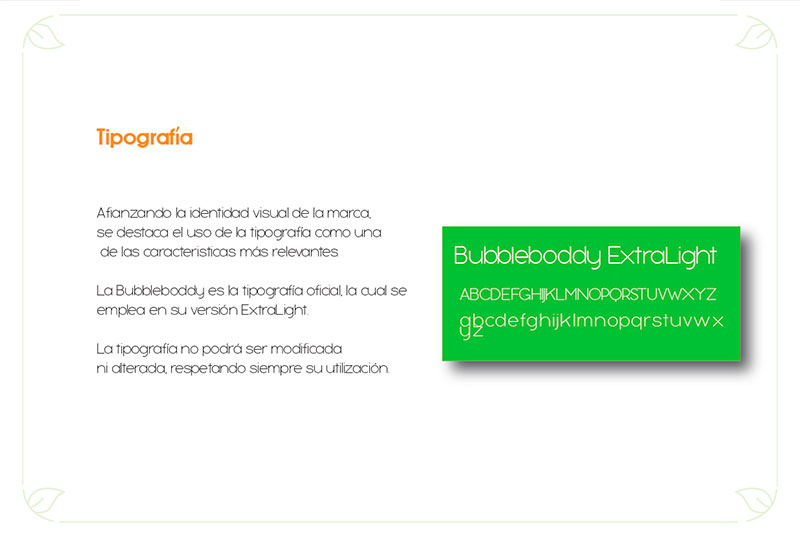 Tipografía
Afianzando la identidad visual de la marca,
se destaca el uso de la tipografía como una
de las caracteristicas más relevantes.
La Bubbleboddy es la tipografía oficial, la cual se
emplea en su versión ExtraLight.
La tipografía no podrá ser modificada
ni alterada, respetando siempre su utilización.
Bubbleboddy ExtraLight
ABCDEFGHIJKLMNOPQRSTUVWXYZ
abcdefghijklmnopqrstuvwx
yz